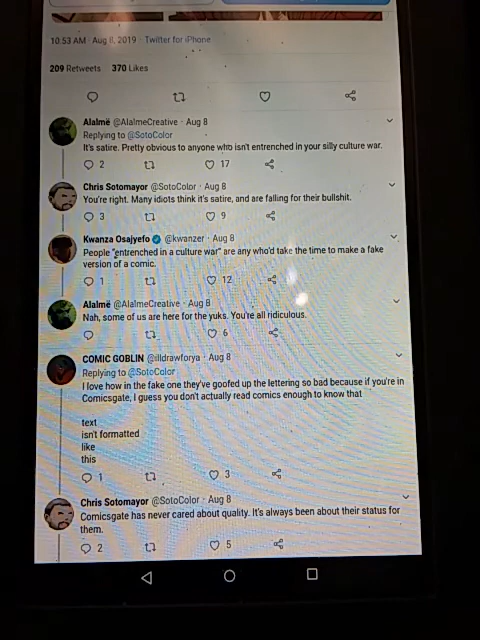 10:53 AM · Aug 8, 2019 · Twitter for iPhone
209 Retweets 370 Likes
Alalmë @AlalmeCreative · Aug 8
Replying to @SotoColor
It's satire. Pretty obvious to anyone who isn't entrenched in your silly culture war.
2 17
Chris Sotomayor @SotoColor · Aug 8
You're right. Many idiots think it's satire, and are falling for their bullshit.
3 9
Kwanza Osajyefo @kwanzer · Aug 8
People "entrenched in a culture war" are any who'd take the time to make a fake
version of a comic.
1 12
Alalmë @AlalmeCreative · Aug 8
Nah, some of us are here for the yuks. You're all ridiculous.
6
COMIC GOBLIN @illdrawforya · Aug 8
Replying to @SotoColor
I love how in the fake one they've goofed up the lettering so bad because if you're in
Comicsgate, I guess you don't actually read comics enough to know that
text
isn't formatted
like
this
1 3
Chris Sotomayor @SotoColor · Aug 8
Comicsgate has never cared about quality. It's always been about their status for
them.
2 5